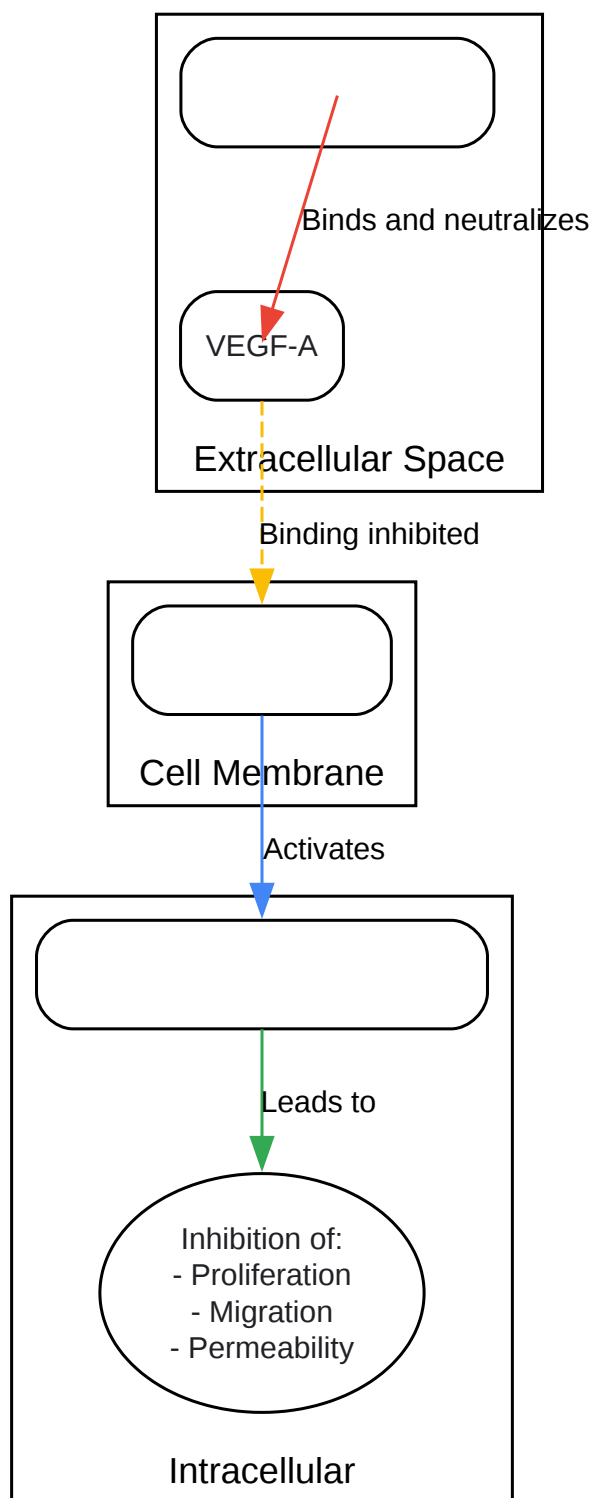 Binds and neutralizes
VEGF-A
Extracellular Space
Binding inhibited
Cell Membrane
Activates
Leads to
Inhibition of:
- Proliferation
- Migration
- Permeability
Intracellular